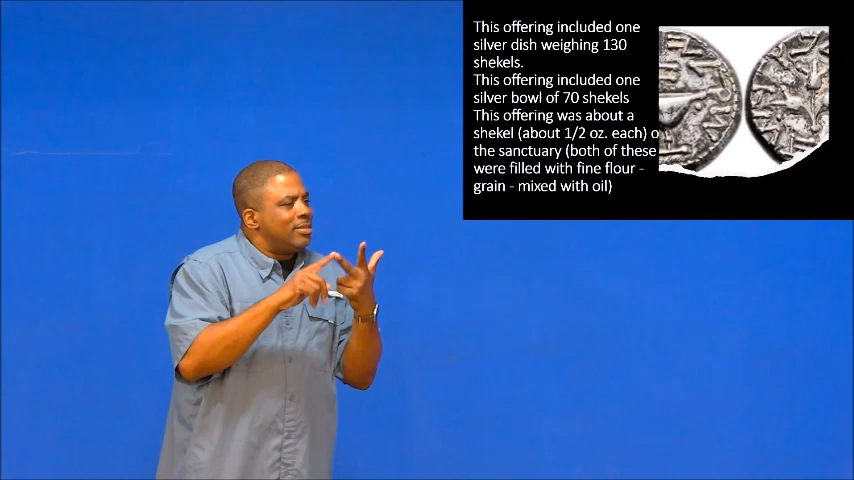 This offering included one
silver dish weighing 130
shekels.
This offering included one
silver bowl of 70 shekels
This offering was about a
shekel (about 1/2 oz. each) o
the sanctuary (both of these
were filled with fine flour -
grain - mixed with oil)